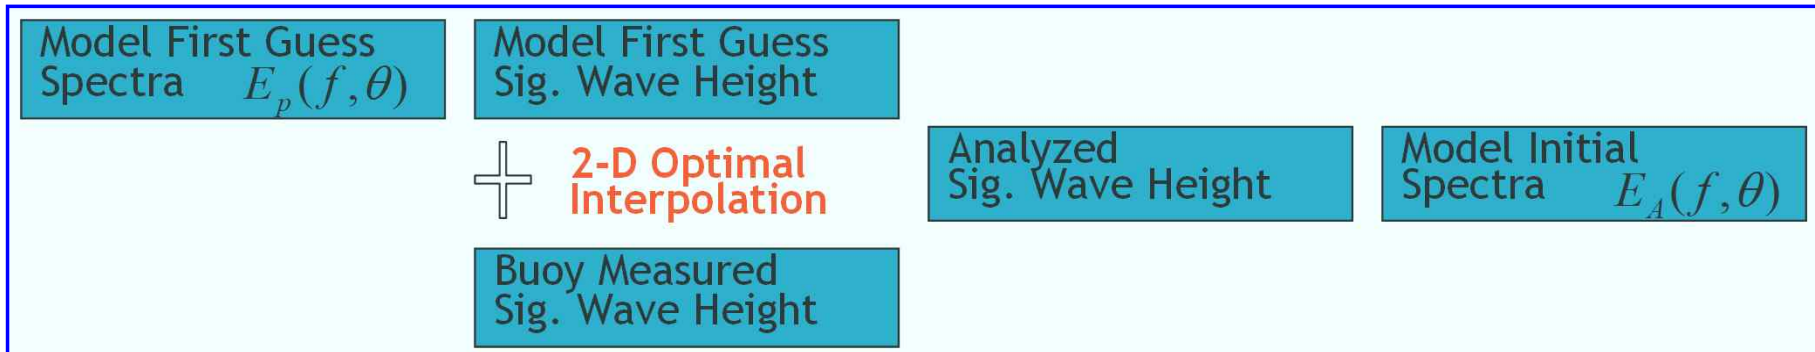 Model First Guess
Spectra E_p(f,θ)
Model First Guess
Sig. Wave Height
2-D Optimal
Interpolation
Buoy Measured
Sig. Wave Height
Analyzed
Sig. Wave Height
Model Initial
Spectra E_A(f,θ)